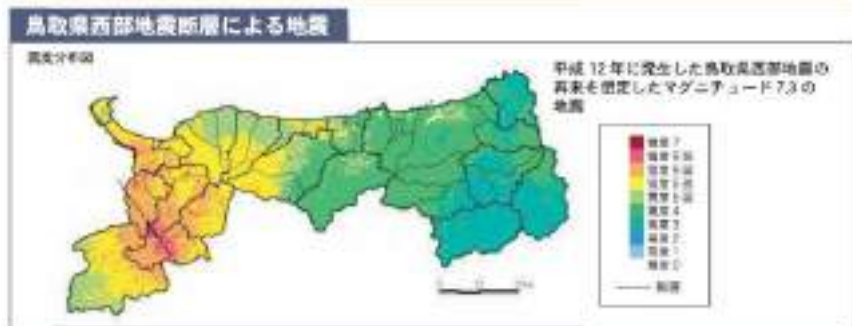 鳥取県西部地震断層による地震
震度分布図
平成 12年に発生した鳥取県西部地震の
再来を想定したマグニチュード 7.3 の
地震
震度 7
震度 6 強
震度 6 弱
震度 5 強
震度 5 弱
震度 4
震度 3
震度 2
震度 1
震度 0
断層